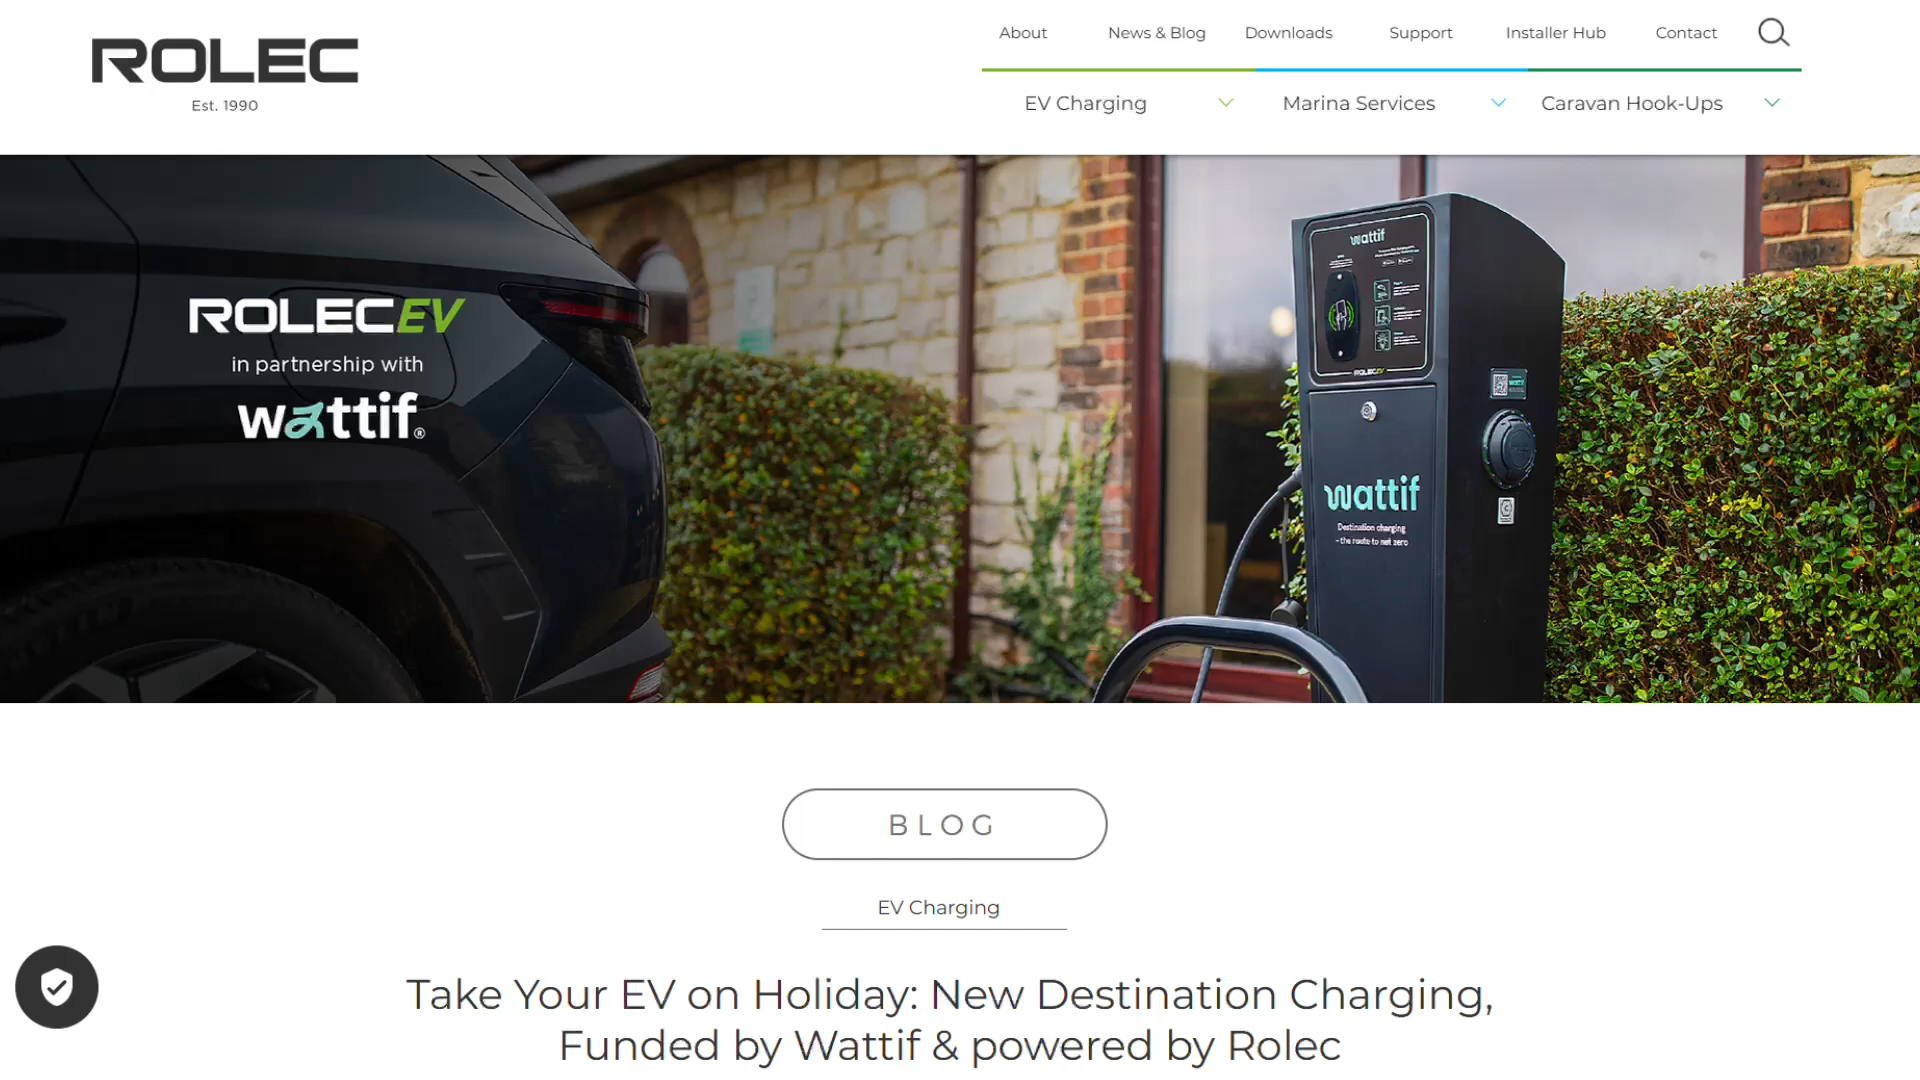 ROLEC
Est. 1990
About
News & Blog
Downloads
Support
Installer Hub
Contact
EV Charging
Marina Services
Caravan Hook-Ups
ROLECEV
in partnership with
wattif®
wattif
ROLECEV
wattif
Destination charging
- the route to net zero
BLOG
EV Charging
Take Your EV on Holiday: New Destination Charging,
Funded by Wattif & powered by Rolec